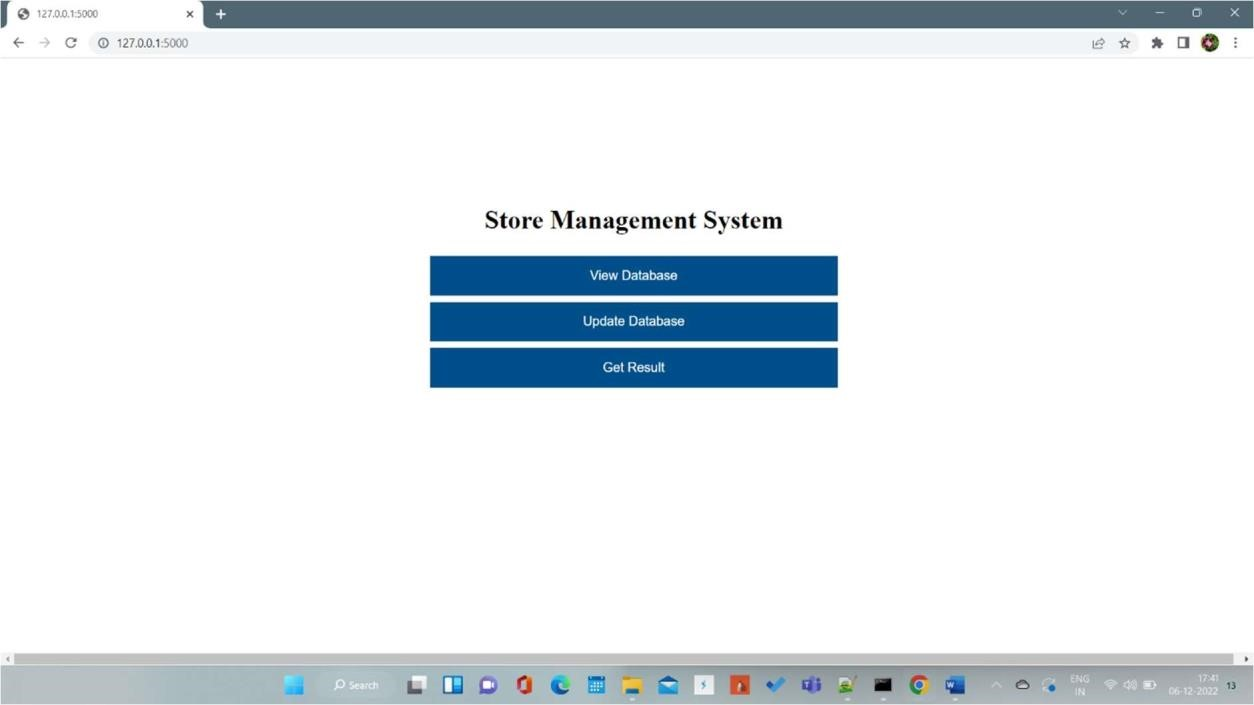 127.0.0.1:5000
127.0.0.1:5000
Store Management System
View Database
Update Database
Get Result
Search
ENG
IN
17:41
06-12-2022
13